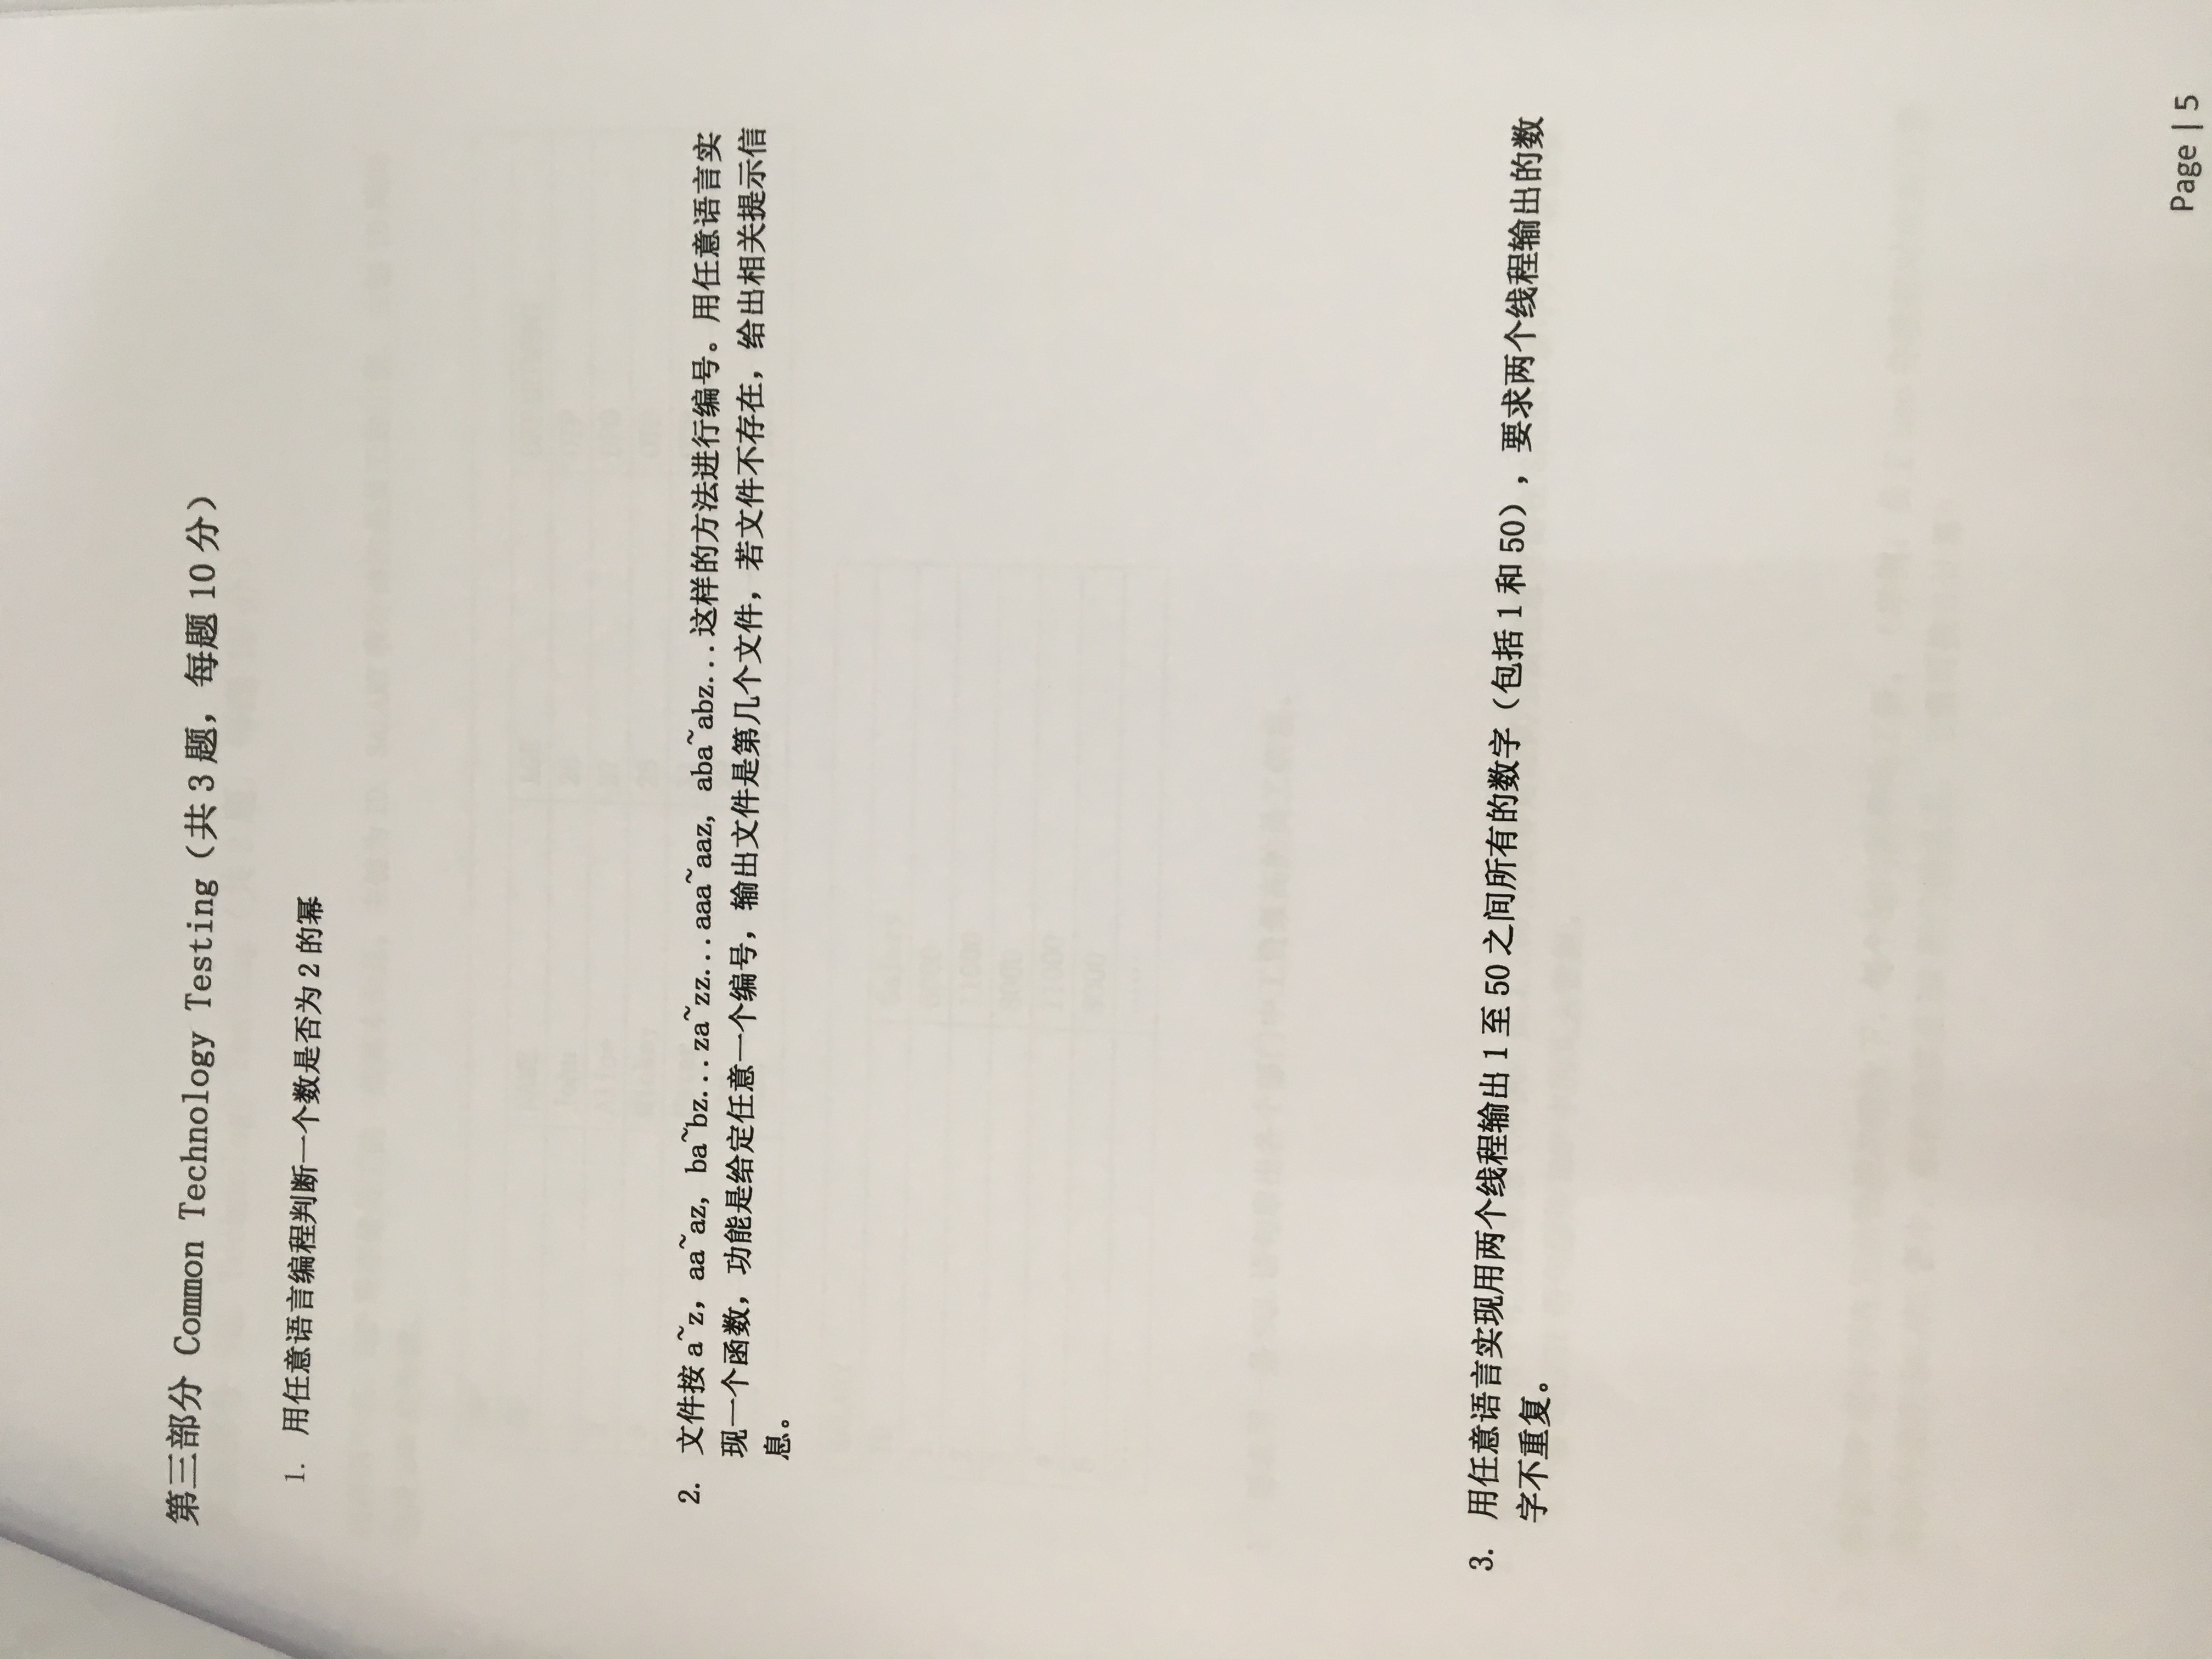 第三部分 Common Technology Testing（共 3 题，每题 10 分）
1. 用任意语言编程判断一个数是否为 2 的幂
2. 文件按 a~z, aa~az, ba~bz...za~zz...aaa~aaz, aba~abz...这样的方法进行编号。用任意语言实
现一个函数，功能是给定任意一个编号，输出文件是第几个文件，若文件不存在，给出相关提示信
息。
3. 用任意语言实现用两个线程输出 1 至 50 之间所有的数字（包括 1 和 50），要求两个线程输出的数
字不重复。
Page | 5